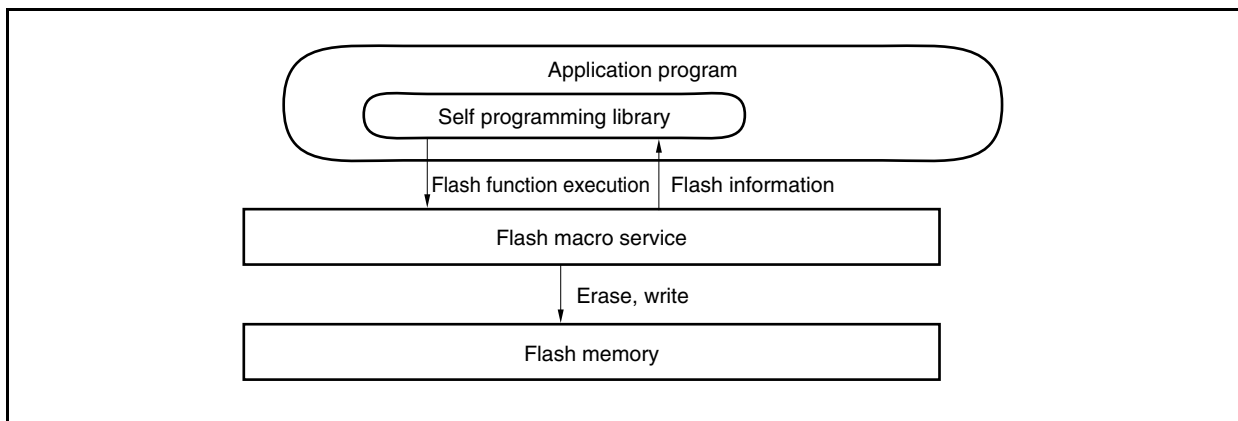 Application program
Self programming library
Flash function execution
Flash information
Flash macro service
Erase, write
Flash memory